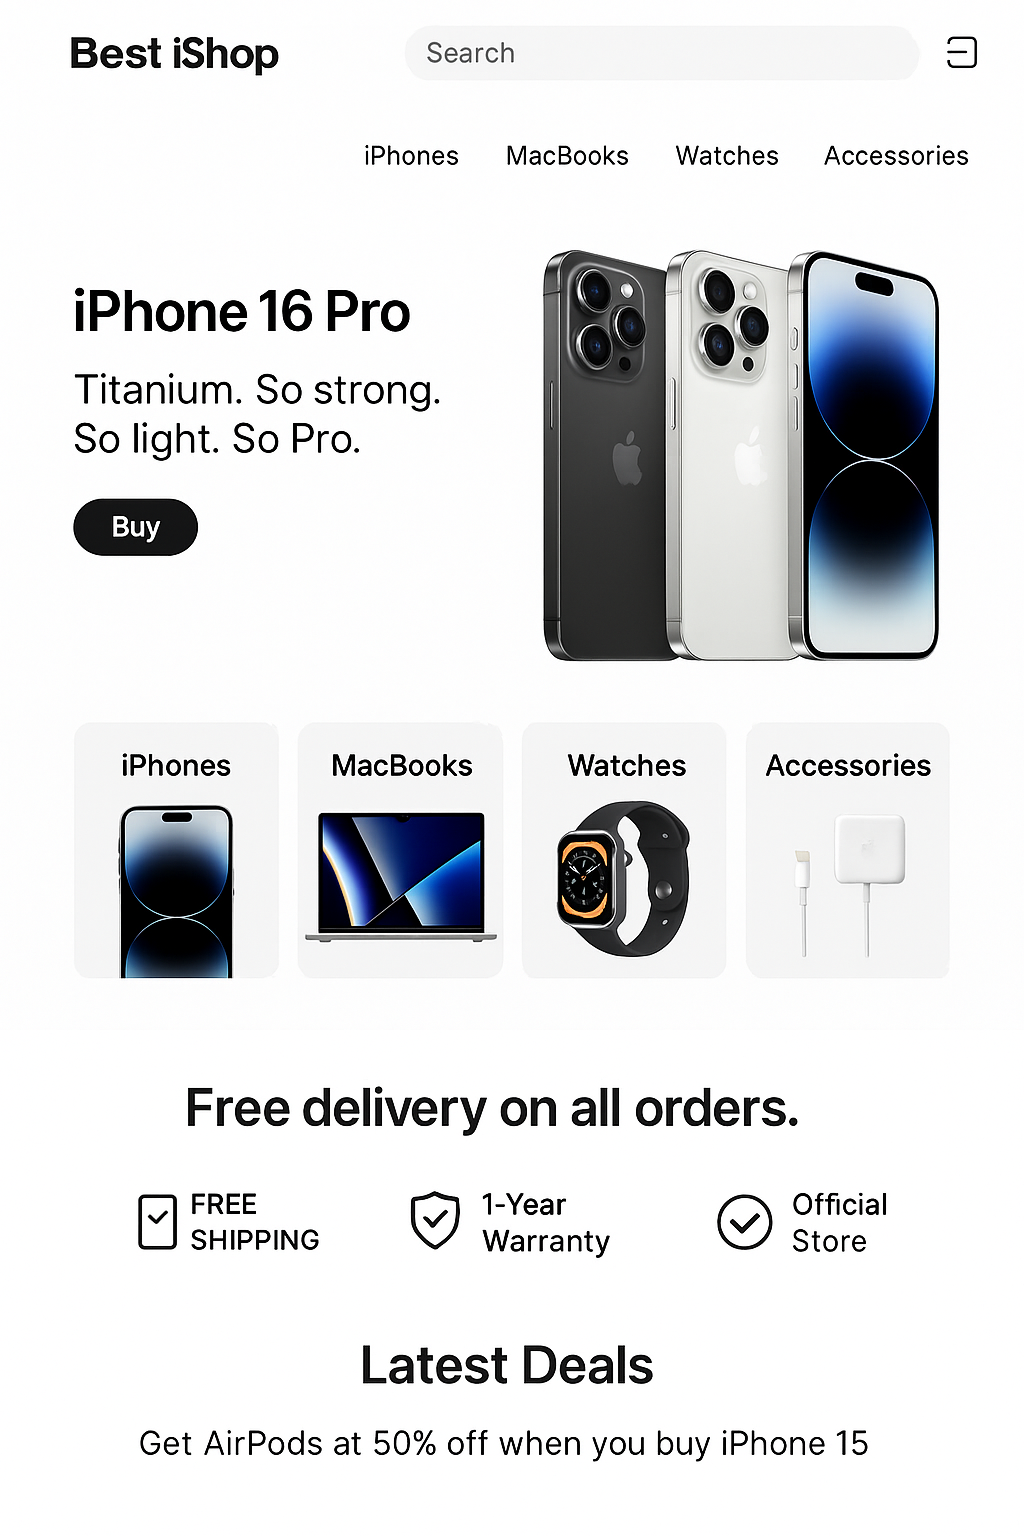 Best iShop
Search
iPhones MacBooks Watches Accessories
iPhone 16 Pro
Titanium. So strong.
So light. So Pro.
Buy
iPhones
MacBooks
Watches
Accessories
Free delivery on all orders.
FREE
SHIPPING
1-Year
Warranty
Official
Store
Latest Deals
Get AirPods at 50% off when you buy iPhone 15